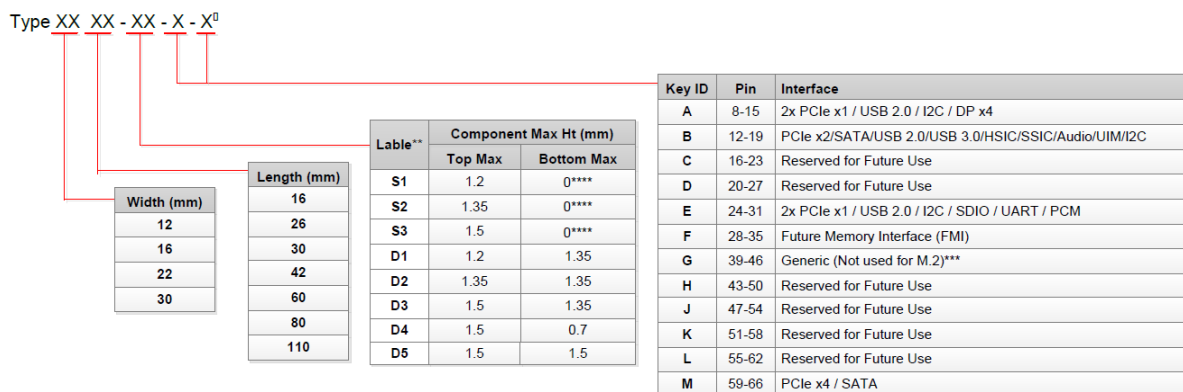 Type XX XX - XX - X - X▯
Key ID Pin Interface
A 8-15 2x PCIe x1 / USB 2.0 / I2C / DP x4
B 12-19 PCIe x2/SATA/USB 2.0/USB 3.0/HSIC/SSIC/Audio/UIM/I2C
C 16-23 Reserved for Future Use
D 20-27 Reserved for Future Use
E 24-31 2x PCIe x1 / USB 2.0 / I2C / SDIO / UART / PCM
F 28-35 Future Memory Interface (FMI)
G 39-46 Generic (Not used for M.2)***
H 43-50 Reserved for Future Use
J 47-54 Reserved for Future Use
K 51-58 Reserved for Future Use
L 55-62 Reserved for Future Use
M 59-66 PCIe x4 / SATA
Lable** Component Max Ht (mm)
Top Max Bottom Max
S1 1.2 0****
S2 1.35 0****
S3 1.5 0****
D1 1.2 1.35
D2 1.35 1.35
D3 1.5 1.35
D4 1.5 0.7
D5 1.5 1.5
Length (mm)
16
26
30
42
60
80
110
Width (mm)
12
16
22
30